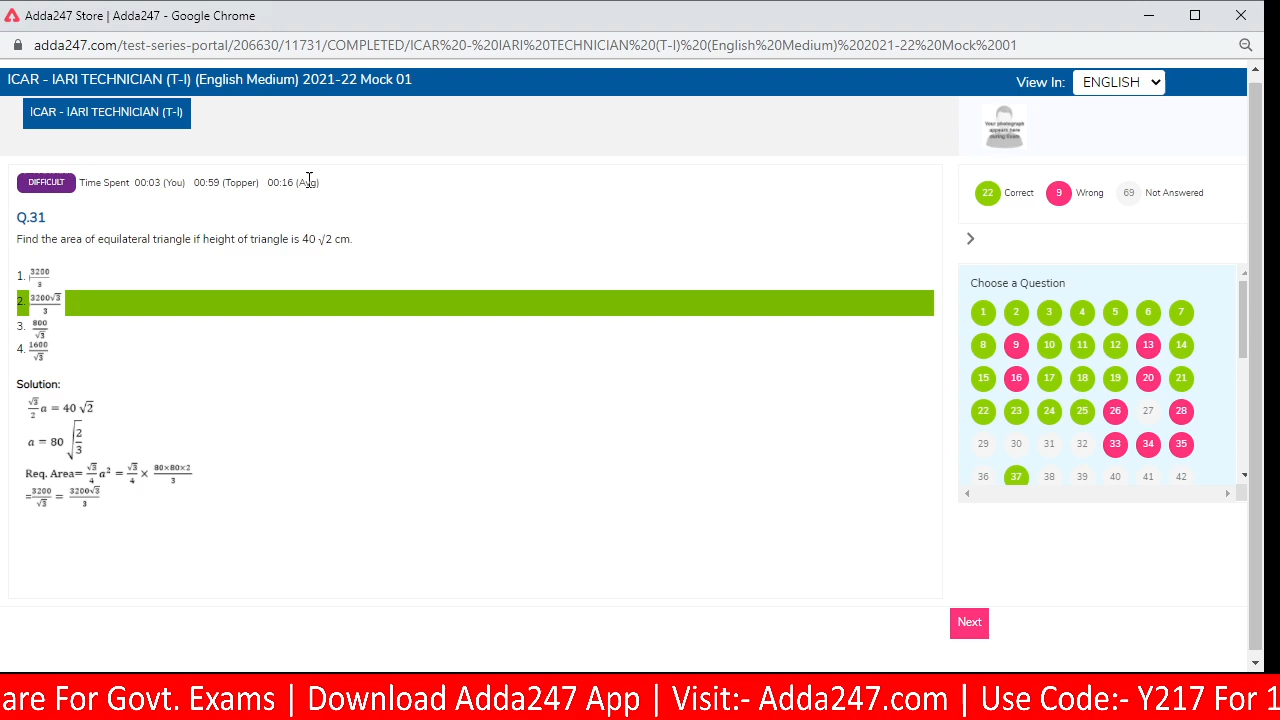 Adda247 Store | Adda247 - Google Chrome
adda247.com/test-series-portal/206630/11731/COMPLETED/ICAR%20-%20IARI%20TECHNICIAN%20(T-I)%20(English%20Medium)%202021-22%20Mock%2001
ICAR - IARI TECHNICIAN (T-I) (English Medium) 2021-22 Mock 01
View In: ENGLISH
ICAR - IARI TECHNICIAN (T-I)
Your photograph
appears here
during Exam
DIFFICULT Time Spent 00:03 (You) 00:59 (Topper) 00:16 (Avg)
22 Correct 9 Wrong 69 Not Answered
Q.31
Find the area of equilateral triangle if height of triangle is 40 √2 cm.
1. 3200/3
2. 3200√3/3
3. 800/√3
4. 1600/√3
Solution:
√3/2 a = 40 √2
a = 80 √2/3
Req. Area= √3/4 a² = √3/4 × 80×80×2/3
=3200/√3 = 3200√3/3
Choose a Question
1 2 3 4 5 6 7
8 9 10 11 12 13 14
15 16 17 18 19 20 21
22 23 24 25 26 27 28
29 30 31 32 33 34 35
36 37 38 39 40 41 42
Next
are For Govt. Exams | Download Adda247 App | Visit:- Adda247.com | Use Code:- Y217 For 1